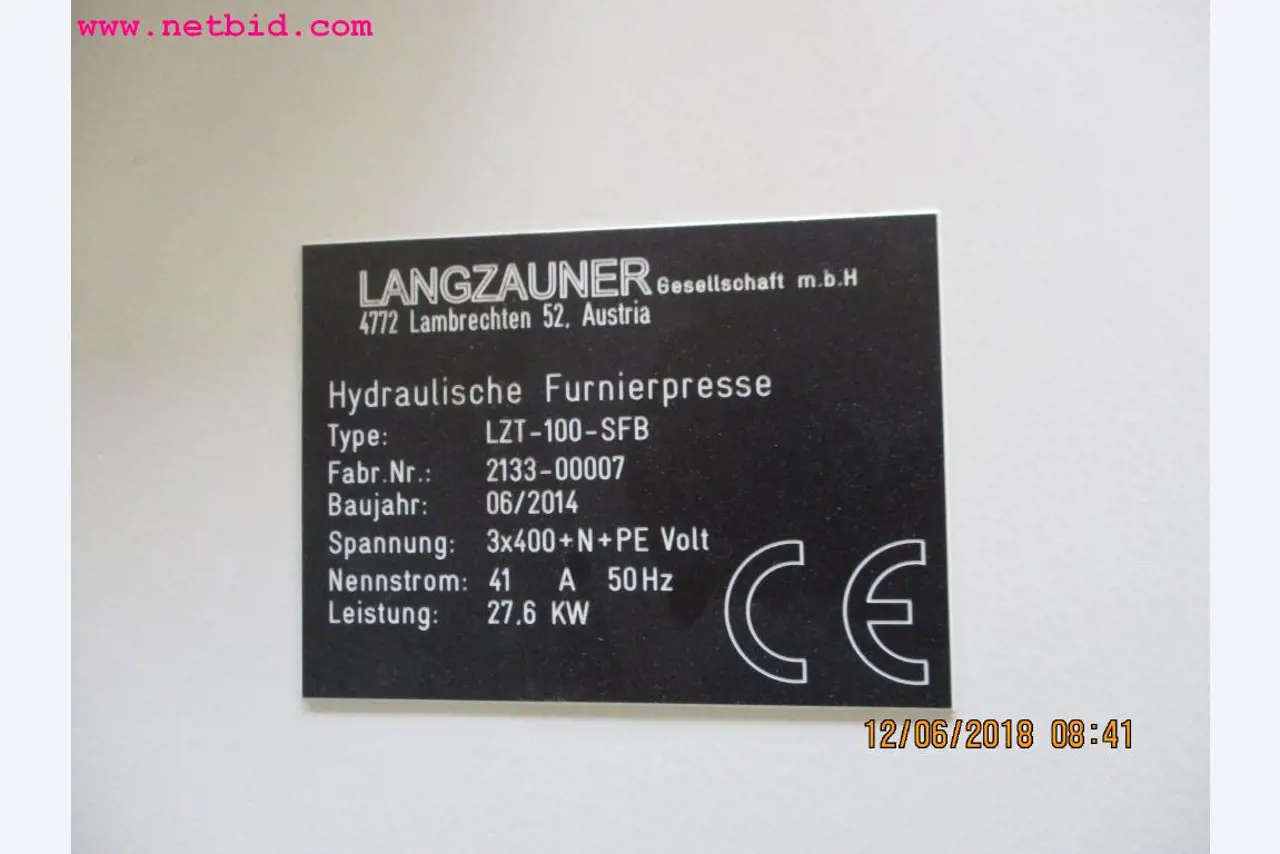 www.netbid.com
LANGZAUNER Gesellschaft m.b.H
4772 Lambrechten 52, Austria
Hydraulische Furnierpresse
Type: LZT-100-SFB
Fabr.Nr.: 2133-00007
Baujahr: 06/2014
Spannung: 3x400+N+PE Volt
Nennstrom: 41 A 50Hz
Leistung: 27,6 KW
CE
12/06/2018 08:41